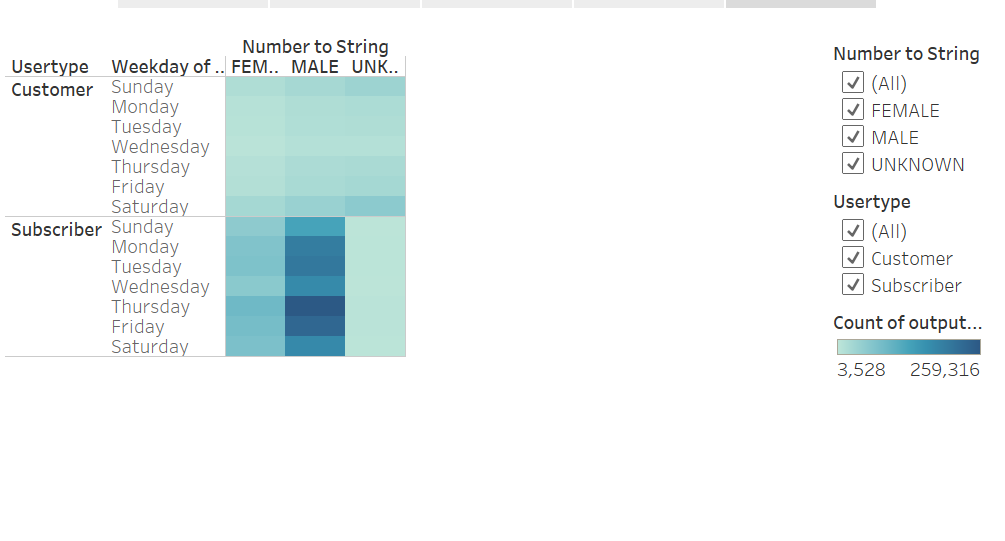 Number to String
Usertype Weekday of .. FEM.. MALE UNK..
Customer Sunday
Monday
Tuesday
Wednesday
Thursday
Friday
Saturday
Subscriber Sunday
Monday
Tuesday
Wednesday
Thursday
Friday
Saturday
Number to String
(All)
FEMALE
MALE
UNKNOWN
Usertype
(All)
Customer
Subscriber
Count of output...
3,528 259,316